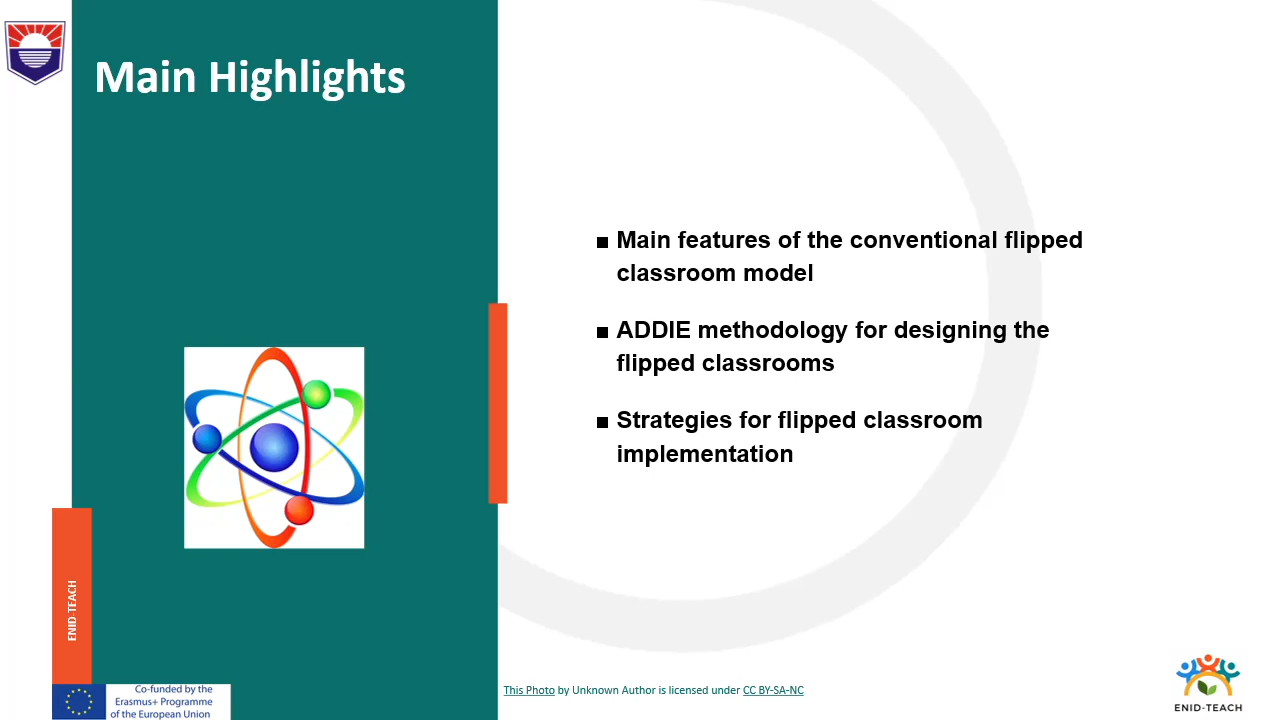 Main Highlights
■ Main features of the conventional flipped
classroom model
■ ADDIE methodology for designing the
flipped classrooms
■ Strategies for flipped classroom
implementation
ENID-TEACH
Co-funded by the
Erasmus+ Programme
of the European Union
This Photo by Unknown Author is licensed under CC BY-SA-NC
ENID-TEACH